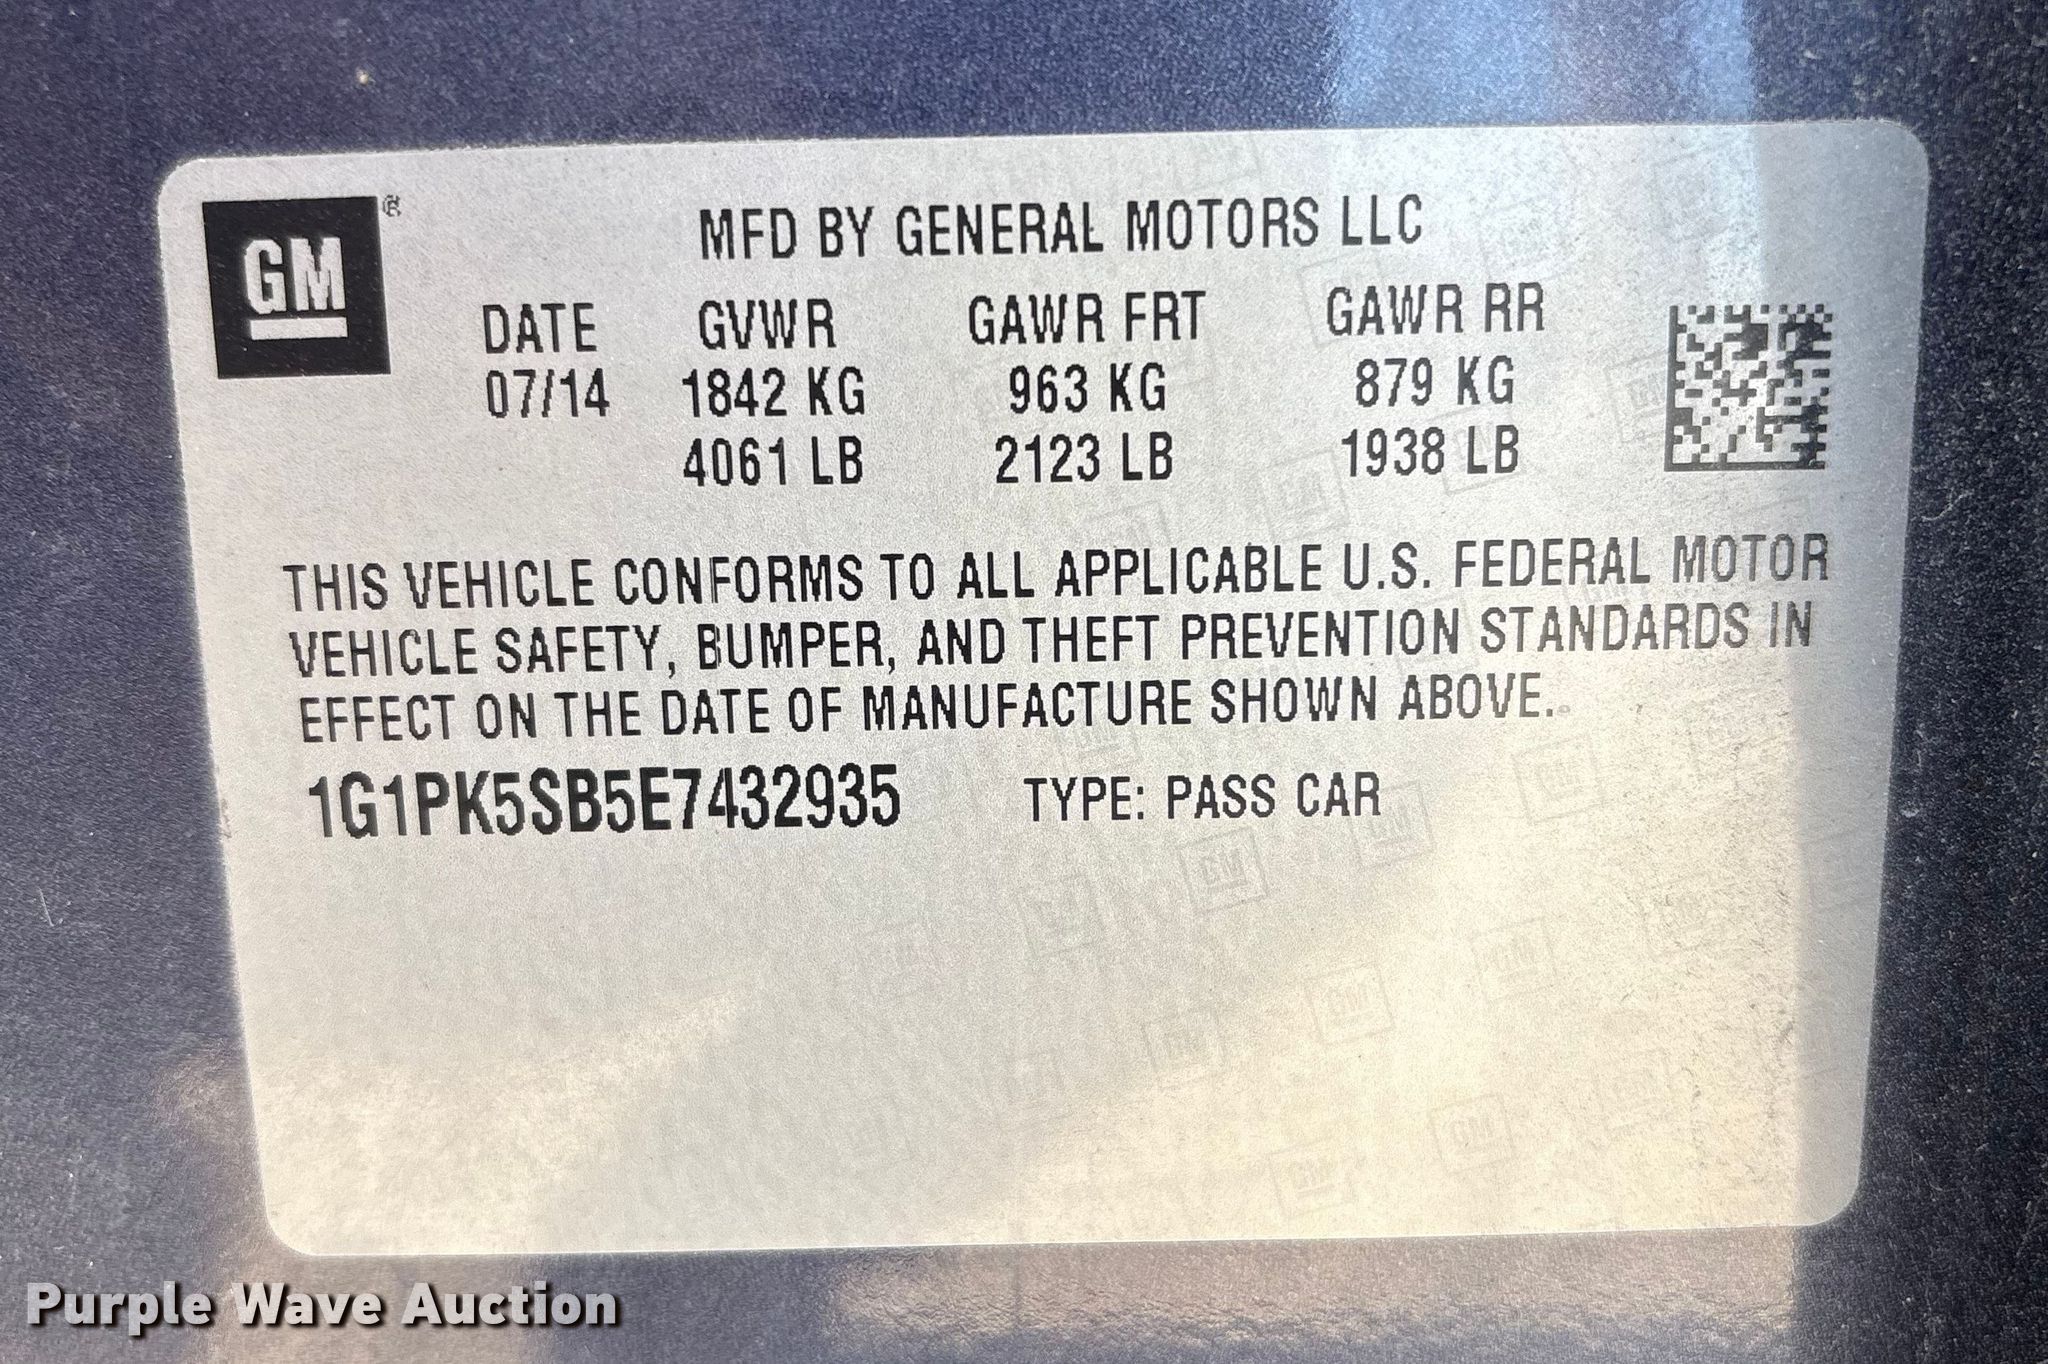 GM ®
MFD BY GENERAL MOTORS LLC
DATE GVWR GAWR FRT GAWR RR
07/14 1842 KG 963 KG 879 KG
4061 LB 2123 LB 1938 LB
THIS VEHICLE CONFORMS TO ALL APPLICABLE U.S. FEDERAL MOTOR
VEHICLE SAFETY, BUMPER, AND THEFT PREVENTION STANDARDS IN
EFFECT ON THE DATE OF MANUFACTURE SHOWN ABOVE.
1G1PK5SB5E7432935 TYPE: PASS CAR
Purple Wave Auction